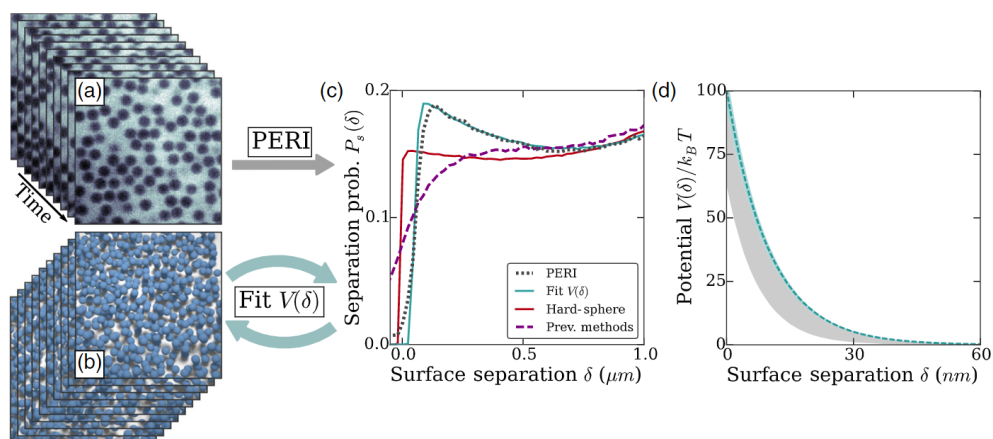 (a)
Time
PERI
(b)
Fit V(δ)
(c)
Separation prob. P_s(δ)
0.2
0.1
0.0
PERI
Fit V(δ)
Hard-sphere
Prev. methods
0.0 0.5 1.0
Surface separation δ (μm)
(d)
Potential V(δ)/k_BT
100
75
50
25
0
0 30 60
Surface separation δ (nm)